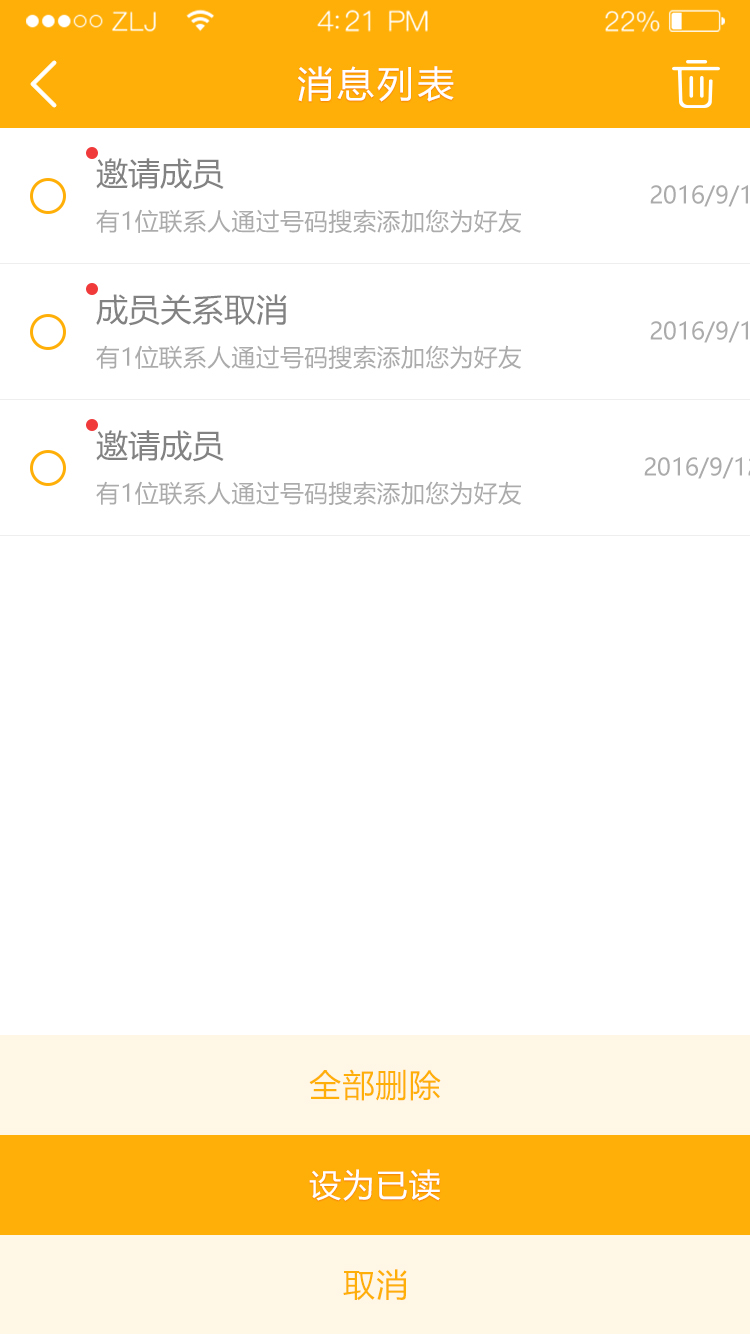 ZLJ 4:21 PM 22%
消息列表
邀请成员
有1位联系人通过号码搜索添加您为好友
2016/9/1
成员关系取消
有1位联系人通过号码搜索添加您为好友
2016/9/1
邀请成员
有1位联系人通过号码搜索添加您为好友
2016/9/12
全部删除
设为已读
取消